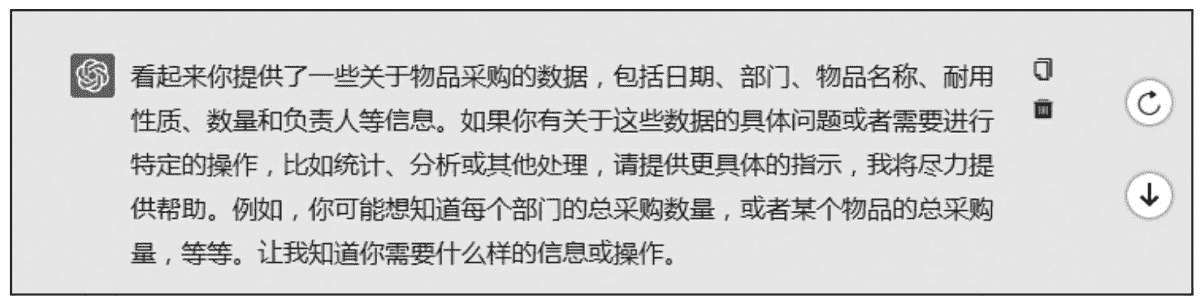 看起来你提供了一些关于物品采购的数据，包括日期、部门、物品名称、耐用
性质、数量和负责人等信息。如果你有关于这些数据的具体问题或者需要进行
特定的操作，比如统计、分析或其他处理，请提供更具体的指示，我将尽力提
供帮助。例如，你可能想知道每个部门的总采购数量，或者某个物品的总采购
量，等等。让我知道你需要什么样的信息或操作。